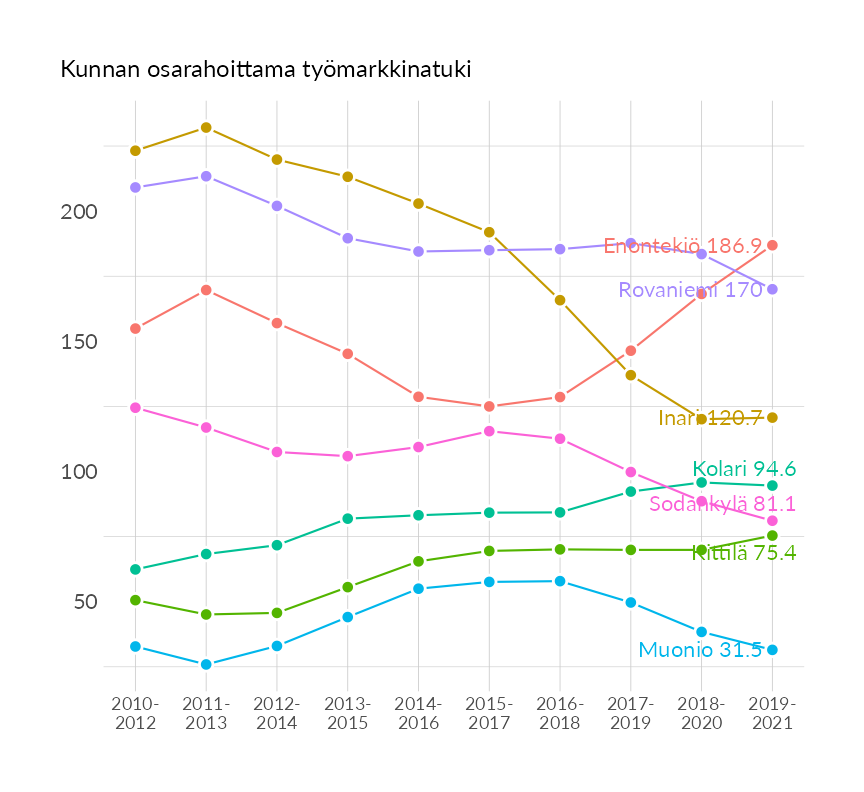 Kunnan osarahoittama työmarkkinatuki
200
Enontekiö 186.9
Rovaniemi 170
150
Inari 120.7
100
Kolari 94.6
Sodankylä 81.1
Kittilä 75.4
50
Muonio 31.5
2010- 2011- 2012- 2013- 2014- 2015- 2016- 2017- 2018- 2019-
2012 2013 2014 2015 2016 2017 2018 2019 2020 2021